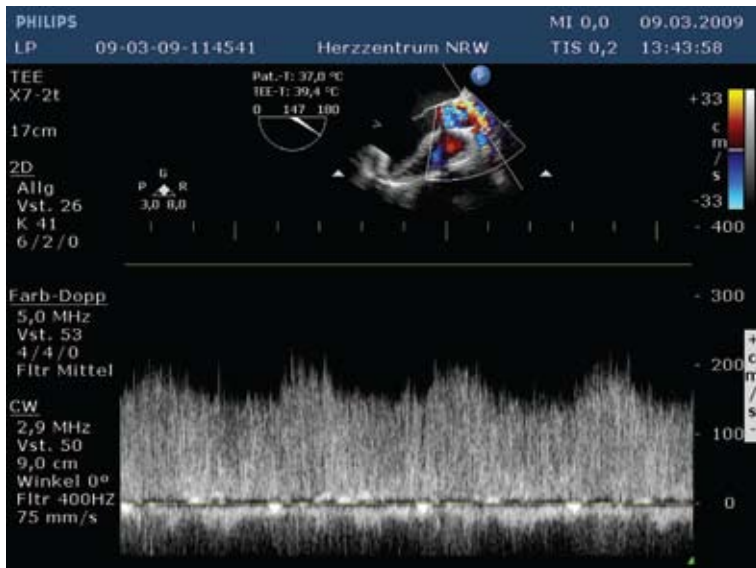 PHILIPS MI 0,0 09.03.2009
LP 09-03-09-114541 Herzzentrum NRW TIS 0,2 13:43:58
TEE
X7-2t
17cm
2D
Allg
Vst. 26
K 41
6/2/0
Farb-Dopp
5,0 MHz
Vst. 53
4/4/0
Fltr Mittel
CW
2,9 MHz
Vst. 50
9,0 cm
Winkel 0°
Fltr 400HZ
75 mm/s
Pat.-T: 37,0 °C
TEE-T: 39,4 °C
0 147 180
G
P R
3,0 8,0
+33
c
m
/
s
-33
- 400
- 300
- 200
- 100
- 0
+
c
m
/
s
-